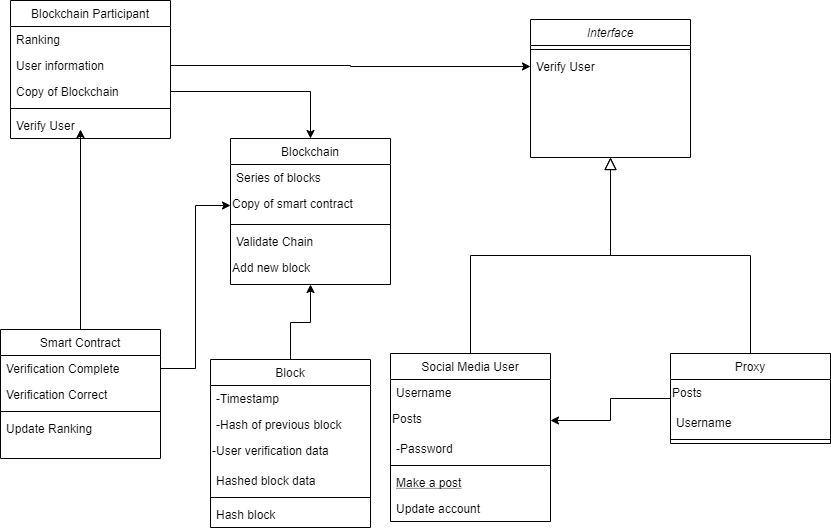 Blockchain Participant
Ranking
User information
Copy of Blockchain
Verify User
Interface
Verify User
Blockchain
Series of blocks
Copy of smart contract
Validate Chain
Add new block
Smart Contract
Verification Complete
Verification Correct
Update Ranking
Block
-Timestamp
-Hash of previous block
-User verification data
Hashed block data
Hash block
Social Media User
Username
Posts
-Password
Make a post
Update account
Proxy
Posts
Username